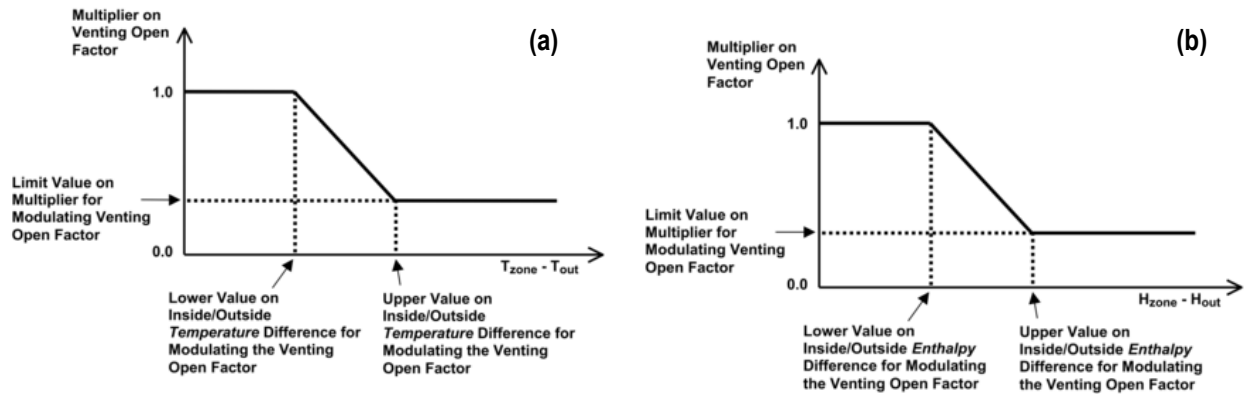 Multiplier on
Venting Open
Factor
(a)
1.0
Limit Value on
Multiplier for
Modulating Venting
Open Factor
0.0
Tzone - Tout
Lower Value on
Inside/Outside
Temperature Difference for
Modulating the Venting
Open Factor
Upper Value on
Inside/Outside
Temperature Difference for
Modulating the Venting
Open Factor
Multiplier on
Venting Open
Factor
(b)
1.0
Limit Value on
Multiplier for
Modulating Venting
Open Factor
0.0
Hzone - Hout
Lower Value on
Inside/Outside Enthalpy
Difference for Modulating
the Venting Open Factor
Upper Value on
Inside/Outside Enthalpy
Difference for Modulating
the Venting Open Factor